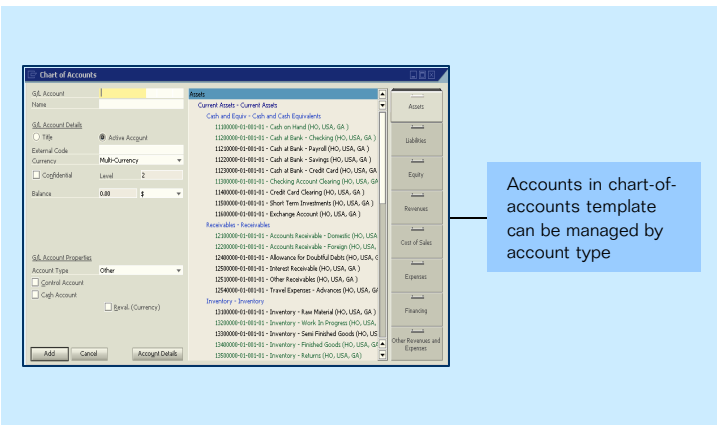 Chart of Accounts
G/L Account
Name
G/L Account Details
Title
Active Account
External Code
Currency
Multi-Currency
Confidential
Level
2
Balance
0.00
$
G/L Account Properties
Account Type
Other
Control Account
Cash Account
Reval. (Currency)
Add
Cancel
Account Details
Assets
Current Assets - Current Assets
Cash and Equiv - Cash and Cash Equivalents
11100000-01-001-01 - Cash on Hand (HO, USA, GA )
11200000-01-001-01 - Cash at Bank - Checking (HO, USA, GA )
11210000-01-001-01 - Cash at Bank - Payroll (HO, USA, GA )
11220000-01-001-01 - Cash at Bank - Savings (HO, USA, GA )
11230000-01-001-01 - Cash at Bank - Credit Card (HO, USA, GA
11300000-01-001-01 - Checking Account Clearing (HO, USA, GA
11400000-01-001-01 - Credit Card Clearing (HO, USA, GA )
11500000-01-001-01 - Short Term Investments (HO, USA, GA )
11600000-01-001-01 - Exchange Account (HO, USA, GA )
Receivables - Receivables
12100000-01-001-01 - Accounts Receivable - Domestic (HO, USA
12200000-01-001-01 - Accounts Receivable - Foreign (HO, USA,
12400000-01-001-01 - Allowance for Doubtful Debts (HO, USA, G
12500000-01-001-01 - Interest Receivable (HO, USA, GA )
12510000-01-001-01 - Other Receivables (HO, USA, GA )
12540000-01-001-01 - Travel Expenses - Advances (HO, USA, GA
Inventory - Inventory
13100000-01-001-01 - Inventory - Raw Material (HO, USA, GA )
13200000-01-001-01 - Inventory - Work In Progress (HO, USA,
13300000-01-001-01 - Inventory - Semi Finished Goods (HO, US
13400000-01-001-01 - Inventory - Finished Goods (HO, USA, GA
13500000-01-001-01 - Inventory - Returns (HO, USA, GA)
Assets
Liabilities
Equity
Revenues
Cost of Sales
Expenses
Financing
Other Revenues and
Expenses
Accounts in chart-of-
accounts template
can be managed by
account type